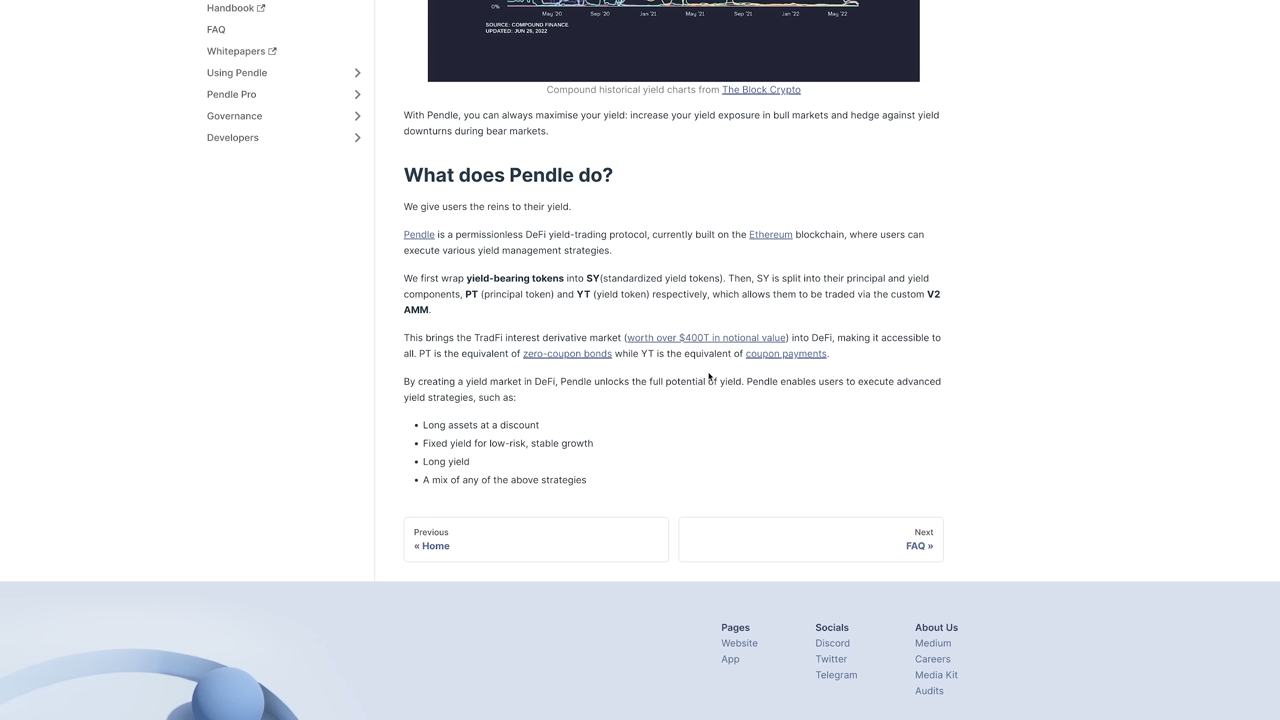 Handbook
FAQ
Whitepapers
Using Pendle
Pendle Pro
Governance
Developers
0%
May '20 Sep '20 Jan '21 May '21 Sep '21 Jan '22 May '22
SOURCE: COMPOUND FINANCE
UPDATED: JUN 26, 2022
Compound historical yield charts from The Block Crypto
With Pendle, you can always maximise your yield: increase your yield exposure in bull markets and hedge against yield
downturns during bear markets.
What does Pendle do?
We give users the reins to their yield.
Pendle is a permissionless DeFi yield-trading protocol, currently built on the Ethereum blockchain, where users can
execute various yield management strategies.
We first wrap yield-bearing tokens into SY(standardized yield tokens). Then, SY is split into their principal and yield
components, PT (principal token) and YT (yield token) respectively, which allows them to be traded via the custom V2
AMM.
This brings the TradFi interest derivative market (worth over $400T in notional value) into DeFi, making it accessible to
all. PT is the equivalent of zero-coupon bonds while YT is the equivalent of coupon payments.
By creating a yield market in DeFi, Pendle unlocks the full potential of yield. Pendle enables users to execute advanced
yield strategies, such as:
• Long assets at a discount
• Fixed yield for low-risk, stable growth
• Long yield
• A mix of any of the above strategies
Previous
« Home
Next
FAQ »
Pages
Website
App
Socials
Discord
Twitter
Telegram
About Us
Medium
Careers
Media Kit
Audits